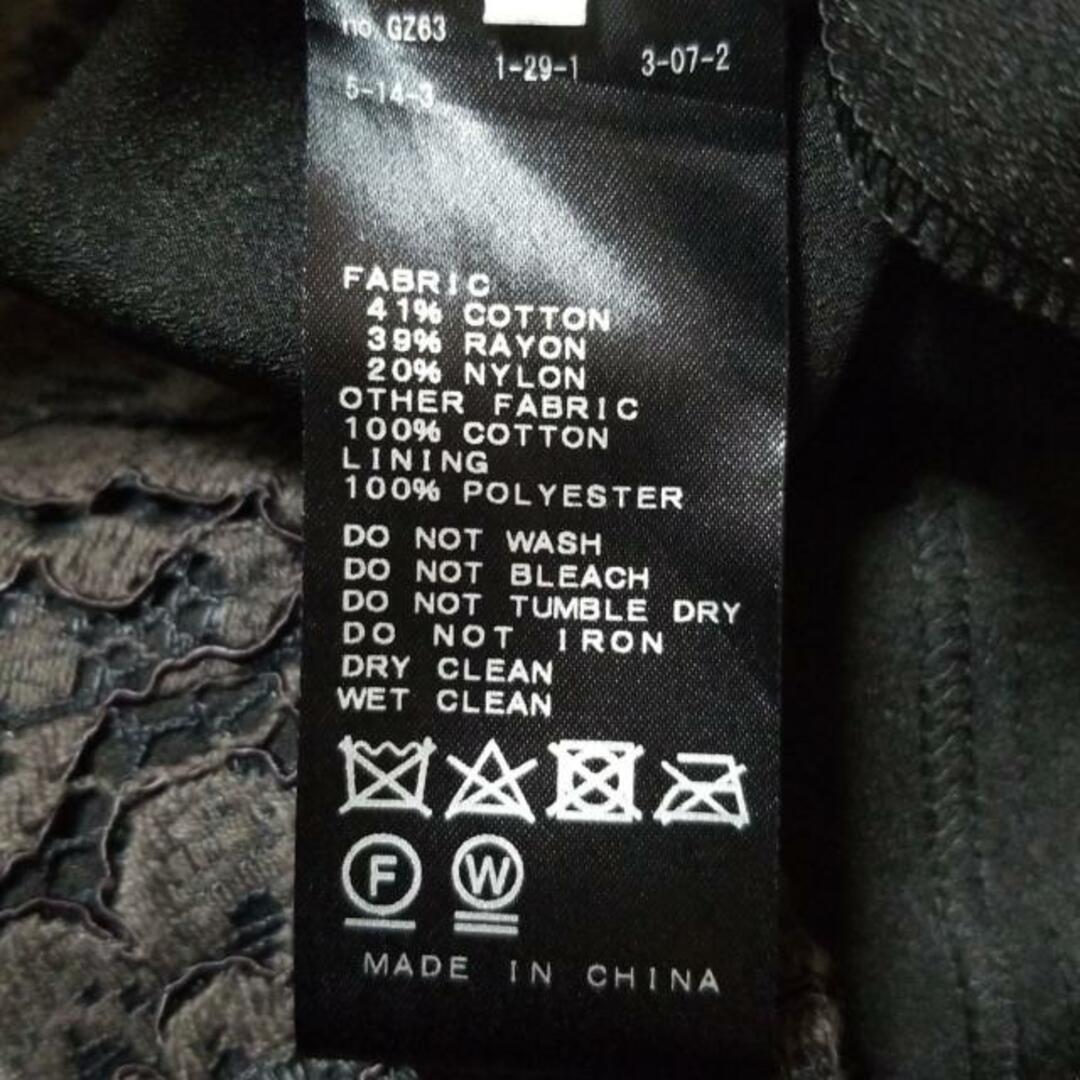 no GZ63
1-29-1 3-07-2
5-14-3
FABRIC
41% COTTON
39% RAYON
20% NYLON
OTHER FABRIC
100% COTTON
LINING
100% POLYESTER
DO NOT WASH
DO NOT BLEACH
DO NOT TUMBLE DRY
DO NOT IRON
DRY CLEAN
WET CLEAN
F W
MADE IN CHINA